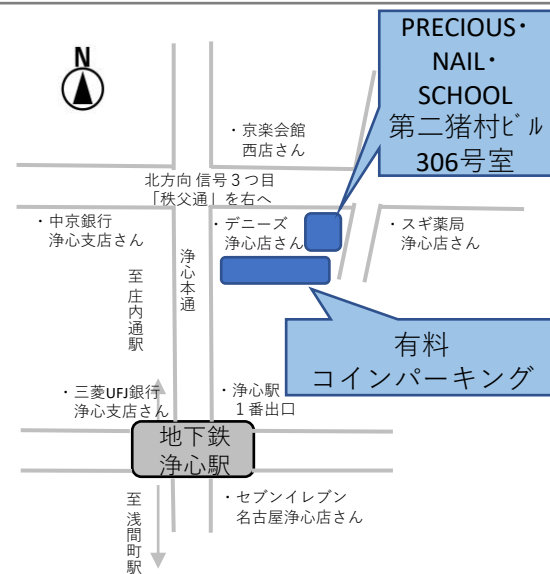 PRECIOUS・
NAIL・
SCHOOL
第二猪村ビル
306号室
N
・京楽会館
西店さん
北方向 信号３つ目
「秩父通」を右へ
・中京銀行
浄心支店さん
・デニーズ
浄心店さん
・スギ薬局
浄心店さん
浄心本通
至 庄内通駅
有料
コインパーキング
・三菱UFJ銀行
浄心支店さん
・浄心駅
１番出口
地下鉄
浄心駅
・セブンイレブン
名古屋浄心店さん
至 浅間町駅